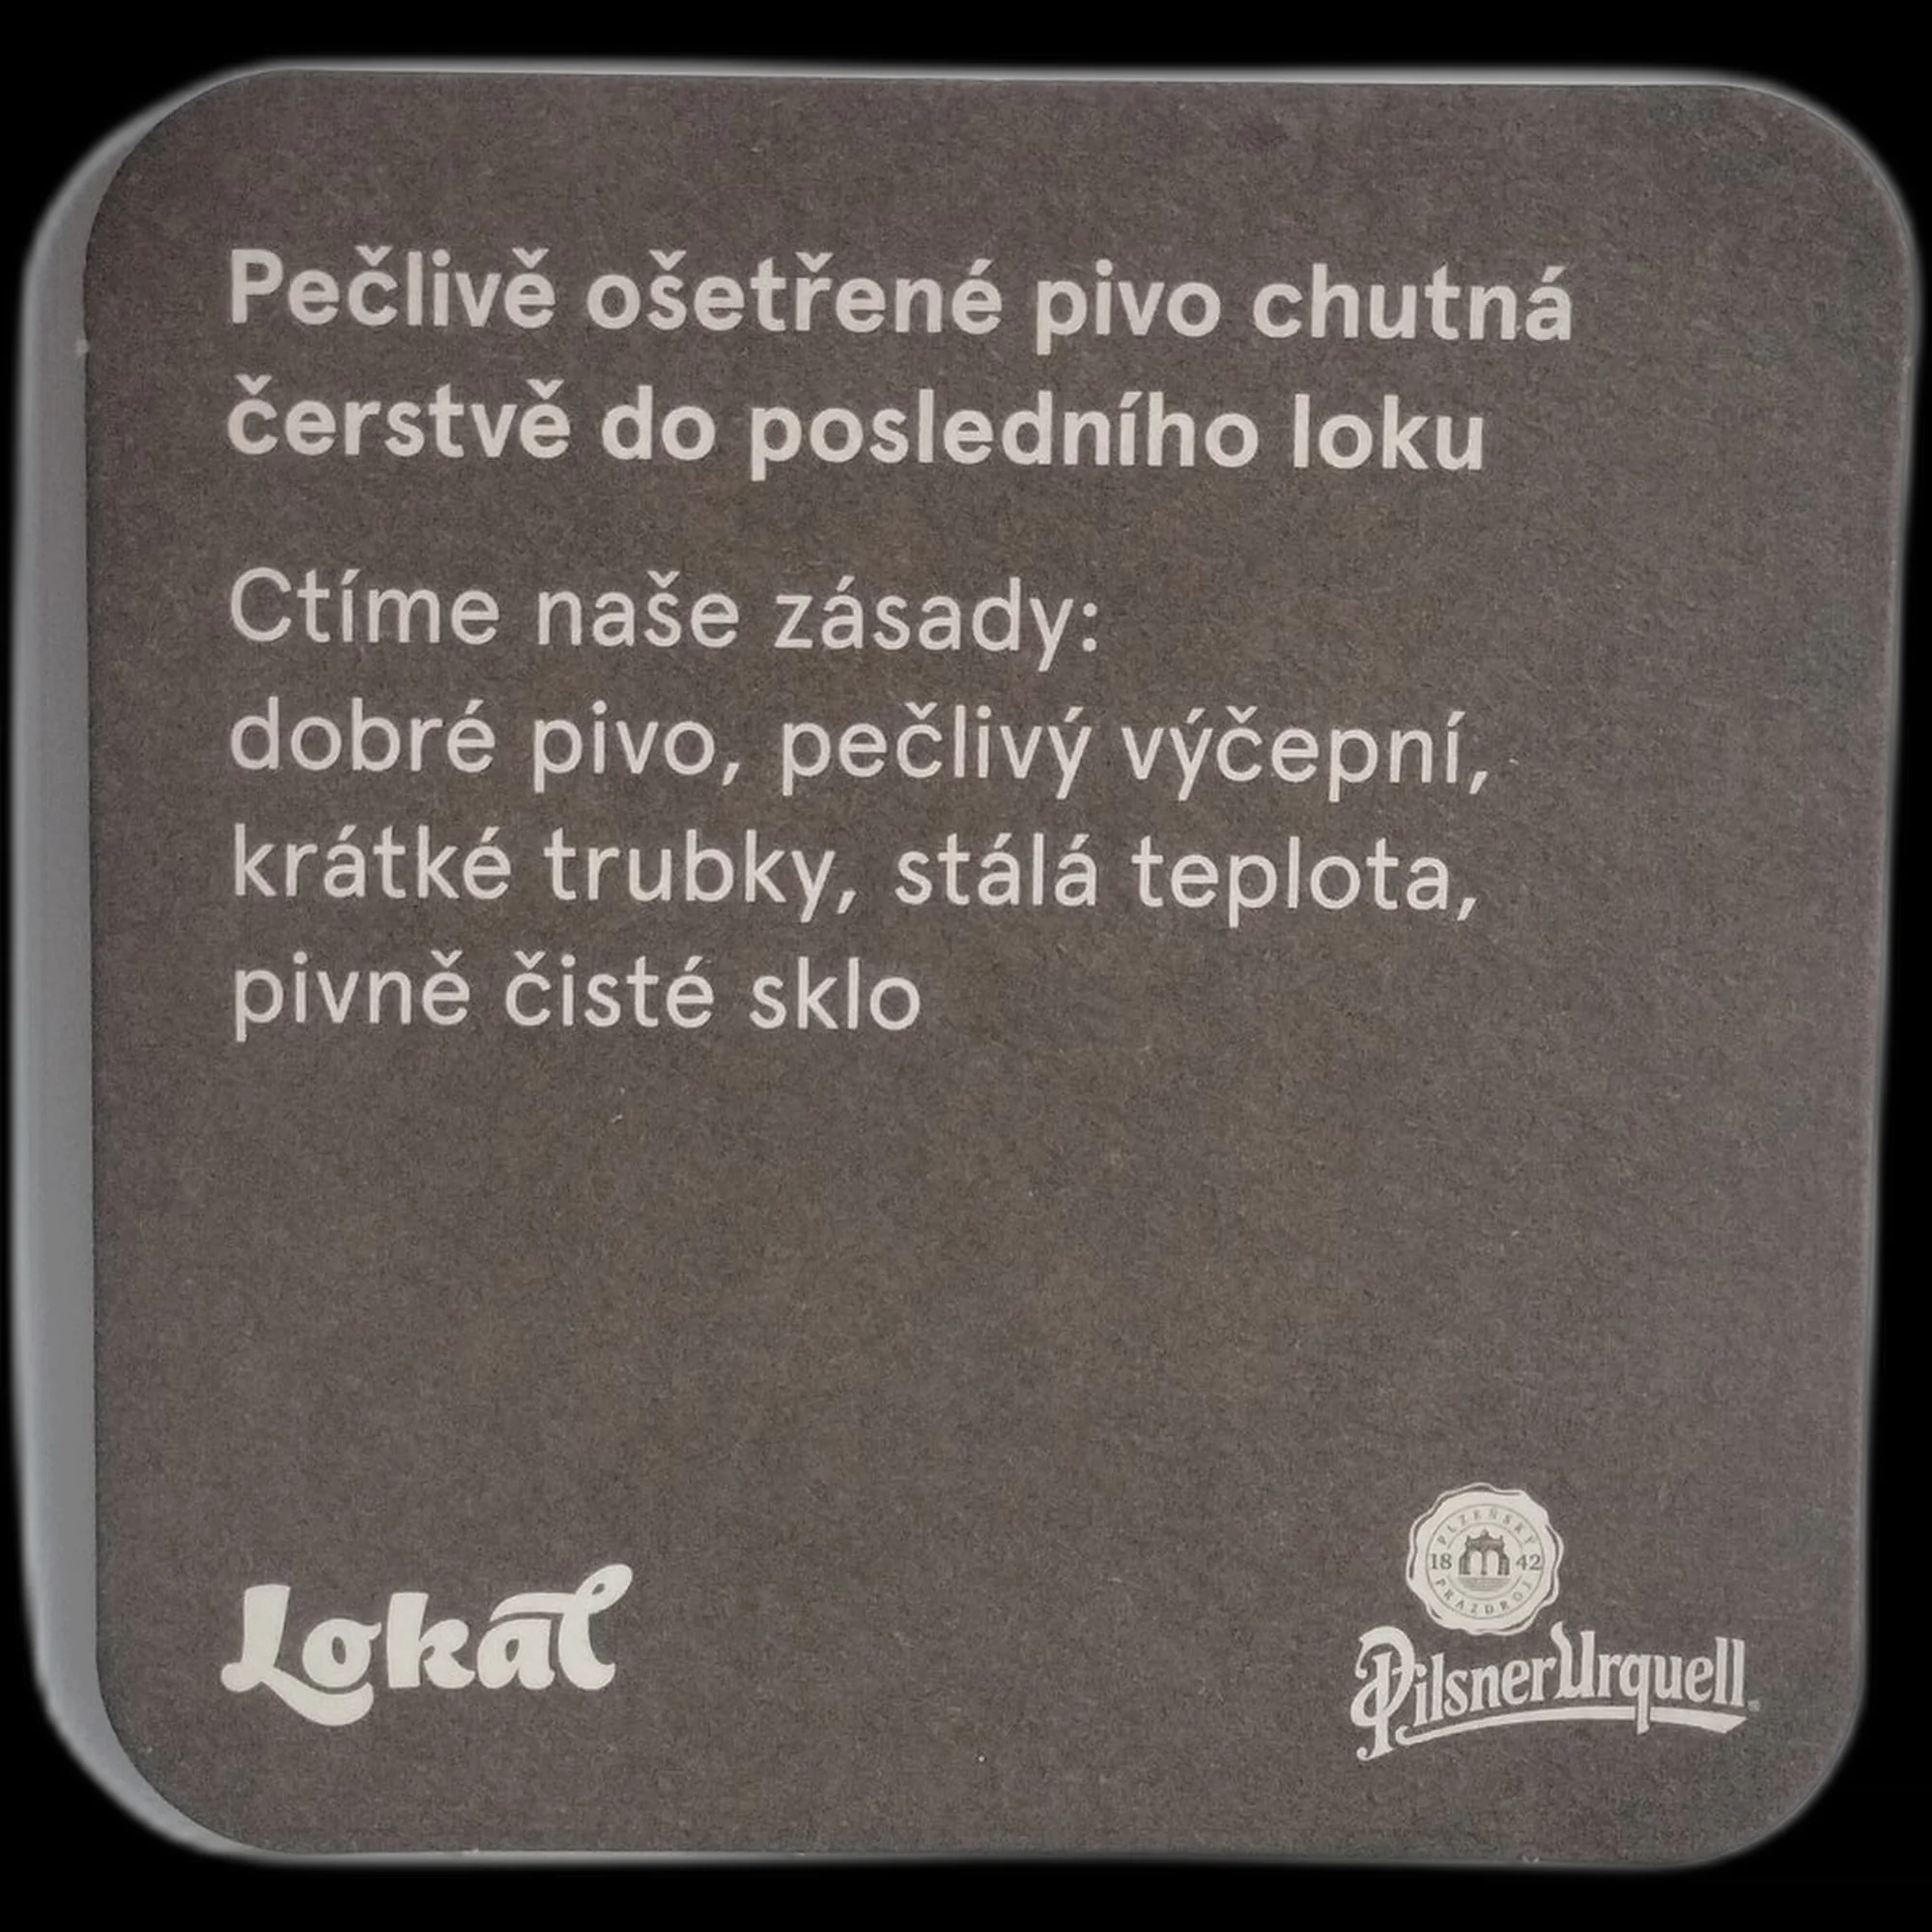 Pečlivě ošetřené pivo chutná
čerstvě do posledního loku
Ctíme naše zásady:
dobré pivo, pečlivý výčepní,
krátké trubky, stálá teplota,
pivně čisté sklo
Lokál
PLZEŇSKÝ
18 42
PRAZDROJ
Pilsner Urquell